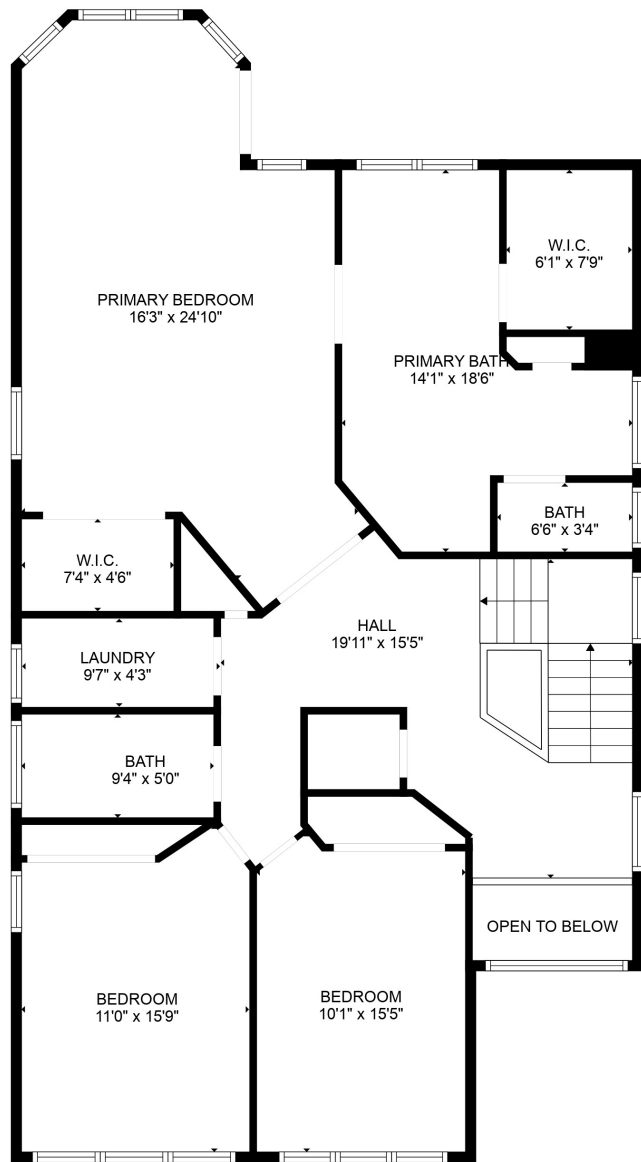 W.I.C.
6'1" x 7'9"
PRIMARY BEDROOM
16'3" x 24'10"
PRIMARY BATH
14'1" x 18'6"
BATH
6'6" x 3'4"
W.I.C.
7'4" x 4'6"
HALL
19'11" x 15'5"
LAUNDRY
9'7" x 4'3"
BATH
9'4" x 5'0"
OPEN TO BELOW
BEDROOM
11'0" x 15'9"
BEDROOM
10'1" x 15'5"